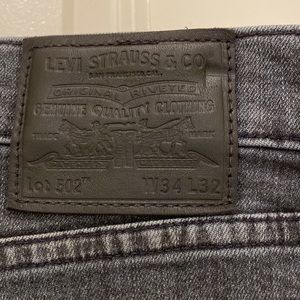 LEVI STRAUSS & CO
SAN FRANCISCO, CAL.
ORIGINAL RIVETED
GENUINE QUALITY CLOTHING
TRADE MARK
Lot 502™ W34 L32